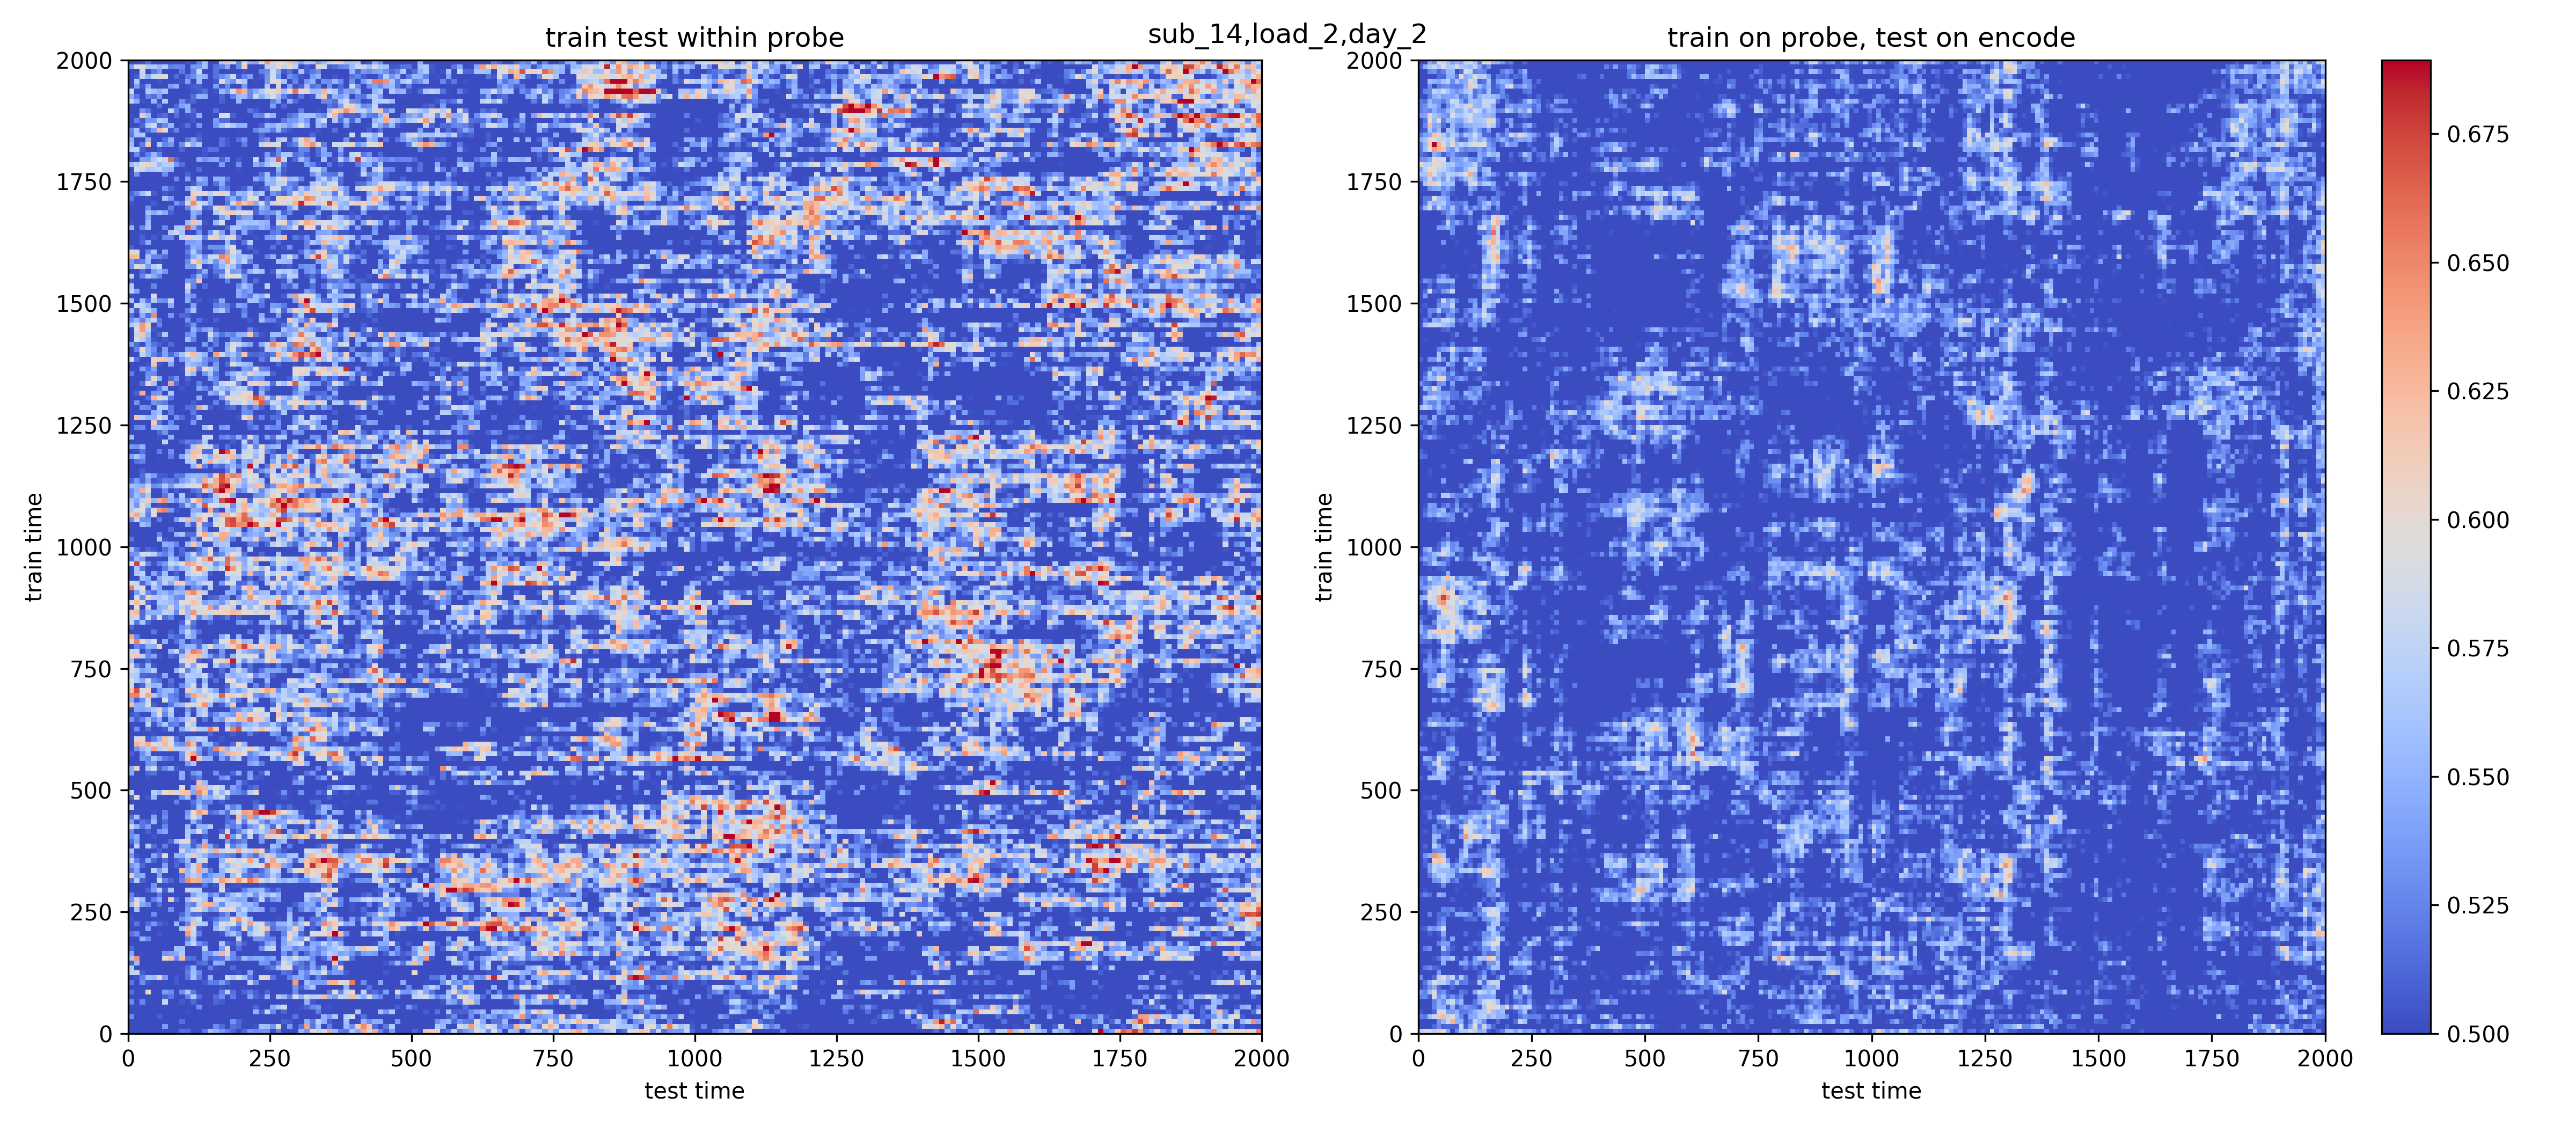 sub_14,load_2,day_2
train test within probe
train on probe, test on encode
2000
1750
1500
1250
1000
750
500
250
0
train time
0 250 500 750 1000 1250 1500 1750 2000
test time
2000
1750
1500
1250
1000
750
500
250
0
train time
0 250 500 750 1000 1250 1500 1750 2000
test time
0.675
0.650
0.625
0.600
0.575
0.550
0.525
0.500